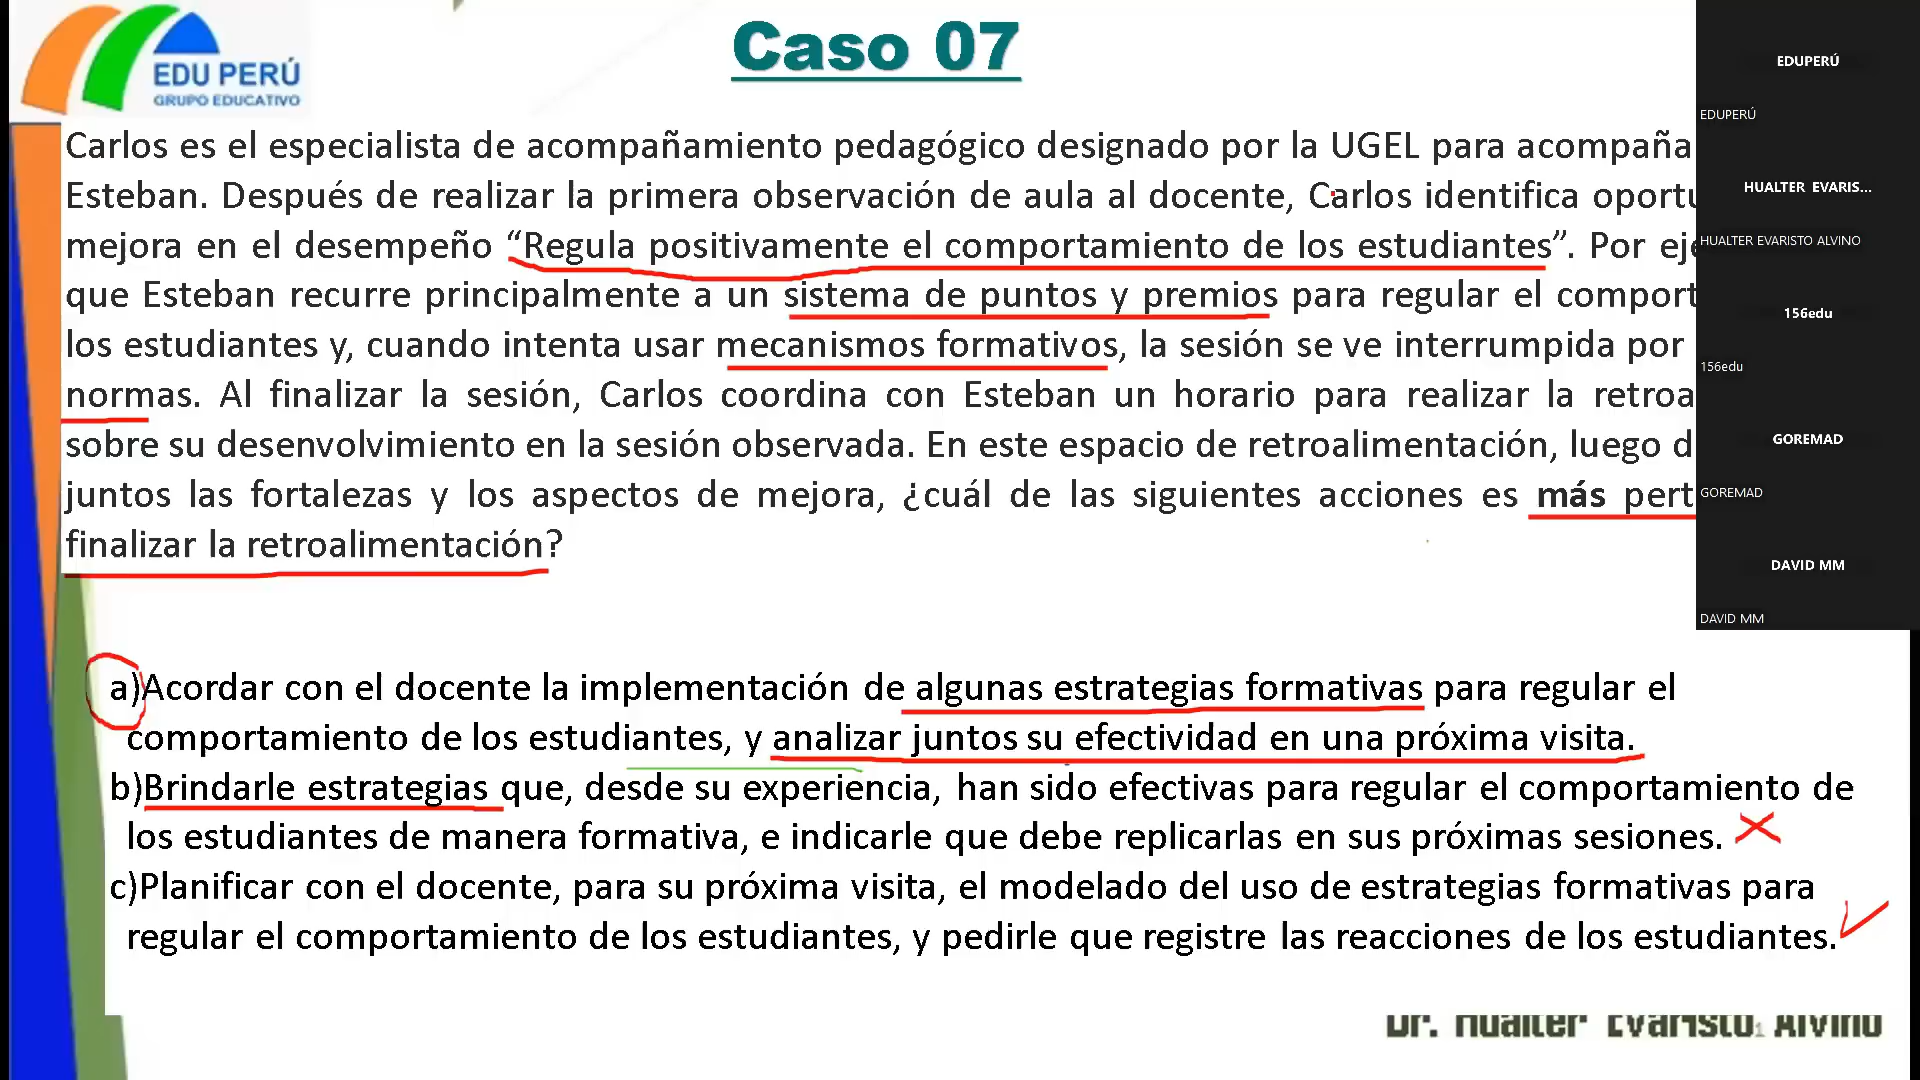 EDU PERÚ
GRUPO EDUCATIVO
Caso 07
Carlos es el especialista de acompañamiento pedagógico designado por la UGEL para acompaña
Esteban. Después de realizar la primera observación de aula al docente, Carlos identifica oportu
mejora en el desempeño “Regula positivamente el comportamiento de los estudiantes”. Por eje
que Esteban recurre principalmente a un sistema de puntos y premios para regular el comport
los estudiantes y, cuando intenta usar mecanismos formativos, la sesión se ve interrumpida por
normas. Al finalizar la sesión, Carlos coordina con Esteban un horario para realizar la retroa
sobre su desenvolvimiento en la sesión observada. En este espacio de retroalimentación, luego d
juntos las fortalezas y los aspectos de mejora, ¿cuál de las siguientes acciones es más pert
finalizar la retroalimentación?
a)Acordar con el docente la implementación de algunas estrategias formativas para regular el
comportamiento de los estudiantes, y analizar juntos su efectividad en una próxima visita.
b)Brindarle estrategias que, desde su experiencia, han sido efectivas para regular el comportamiento de
los estudiantes de manera formativa, e indicarle que debe replicarlas en sus próximas sesiones.
c)Planificar con el docente, para su próxima visita, el modelado del uso de estrategias formativas para
regular el comportamiento de los estudiantes, y pedirle que registre las reacciones de los estudiantes.
Dr. Hualter Evaristo Alvino
EDUPERÚ
EDUPERÚ
HUALTER EVARIS...
HUALTER EVARISTO ALVINO
156edu
156edu
GOREMAD
GOREMAD
DAVID MM
DAVID MM